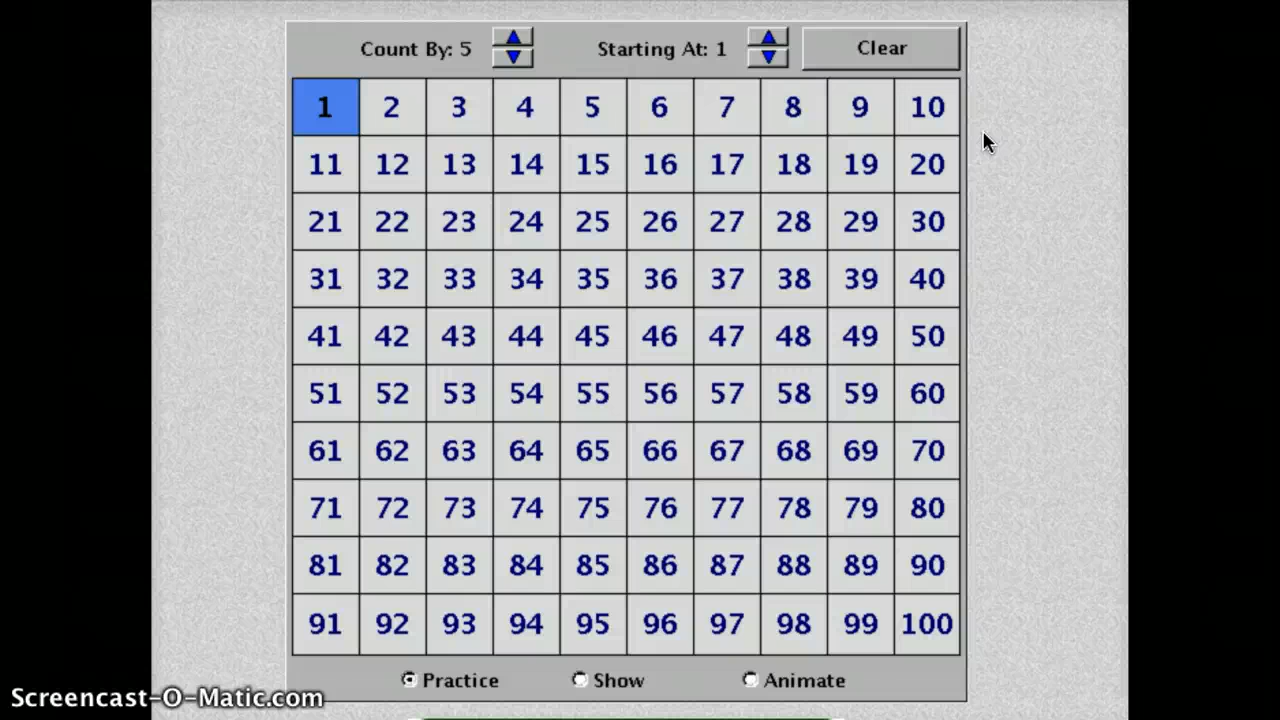 Count By: 5 Starting At: 1 Clear
1 2 3 4 5 6 7 8 9 10
11 12 13 14 15 16 17 18 19 20
21 22 23 24 25 26 27 28 29 30
31 32 33 34 35 36 37 38 39 40
41 42 43 44 45 46 47 48 49 50
51 52 53 54 55 56 57 58 59 60
61 62 63 64 65 66 67 68 69 70
71 72 73 74 75 76 77 78 79 80
81 82 83 84 85 86 87 88 89 90
91 92 93 94 95 96 97 98 99 100
Practice Show Animate
Screencast-O-Matic.com